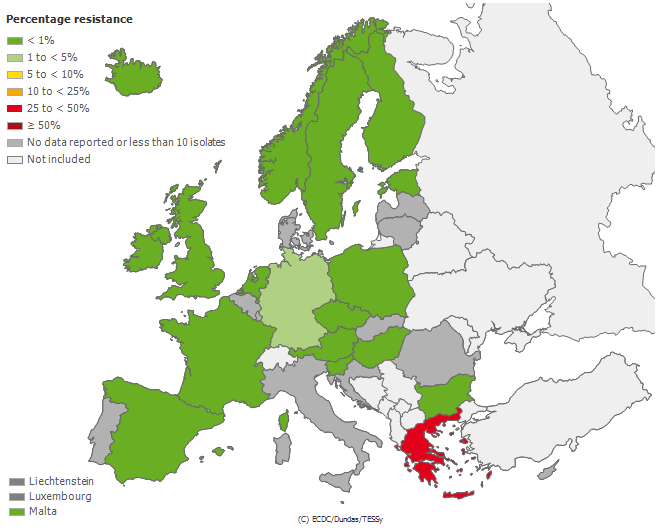 Percentage resistance
< 1%
1 to < 5%
5 to < 10%
10 to < 25%
25 to < 50%
≥ 50%
No data reported or less than 10 isolates
Not included
Liechtenstein
Luxembourg
Malta
(C) ECDC/Dundas/TESSy